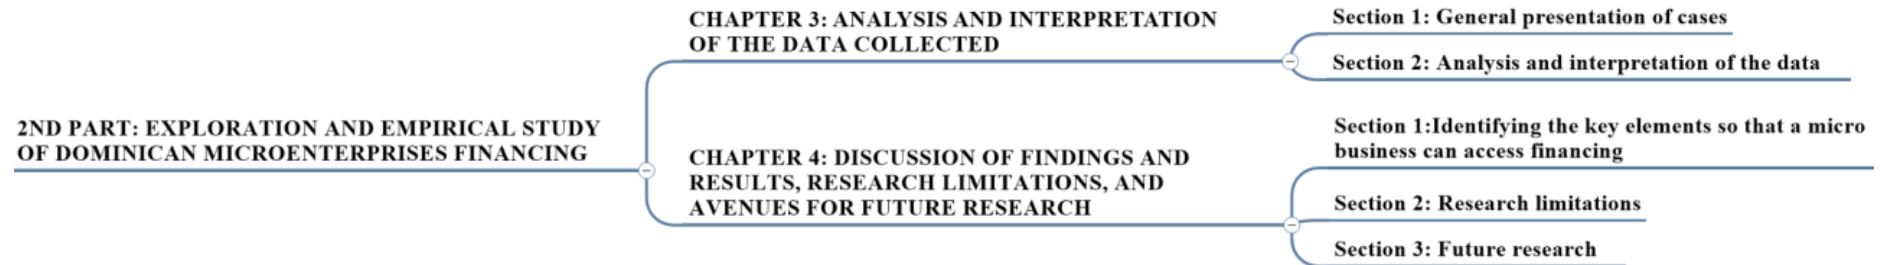 2ND PART: EXPLORATION AND EMPIRICAL STUDY
OF DOMINICAN MICROENTERPRISES FINANCING
CHAPTER 3: ANALYSIS AND INTERPRETATION
OF THE DATA COLLECTED
Section 1: General presentation of cases
Section 2: Analysis and interpretation of the data
CHAPTER 4: DISCUSSION OF FINDINGS AND
RESULTS, RESEARCH LIMITATIONS, AND
AVENUES FOR FUTURE RESEARCH
Section 1:Identifying the key elements so that a micro
business can access financing
Section 2: Research limitations
Section 3: Future research